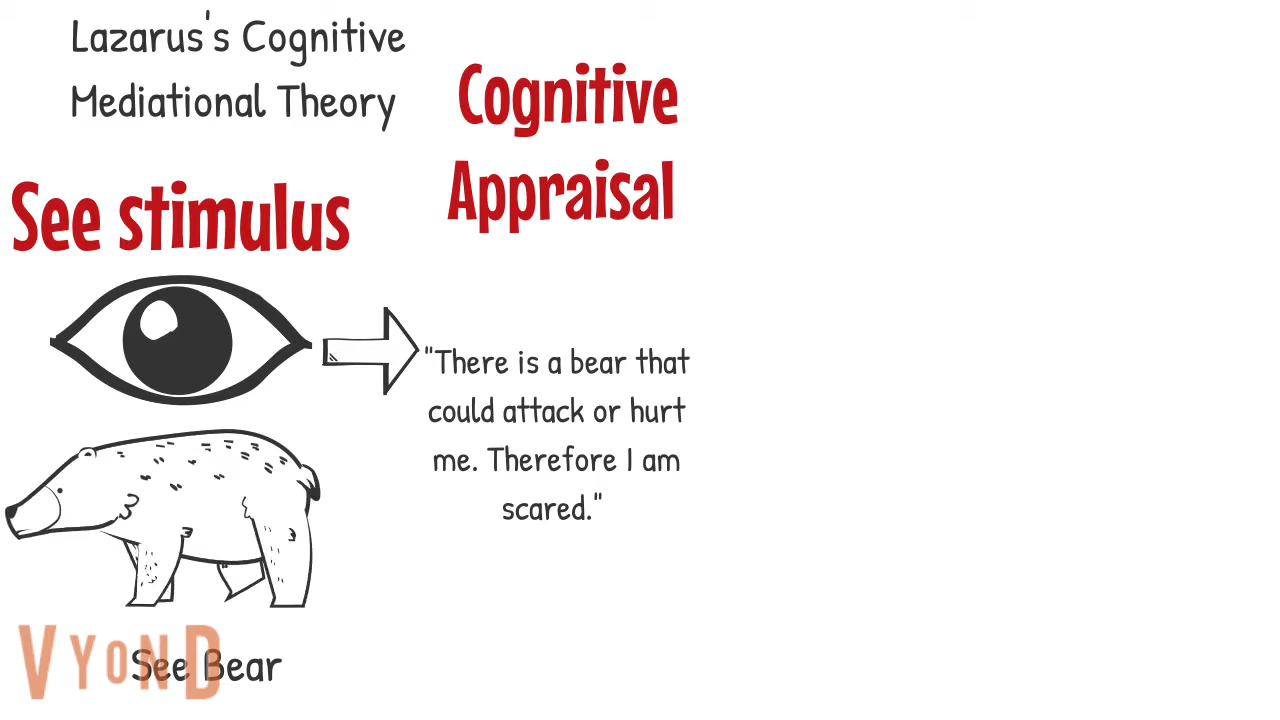 Lazarus's Cognitive
Mediational Theory
Cognitive
Appraisal
See stimulus
"There is a bear that
could attack or hurt
me. Therefore I am
scared."
See Bear
VYOND